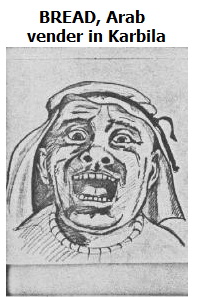 BREAD, Arab
vender in Karbila